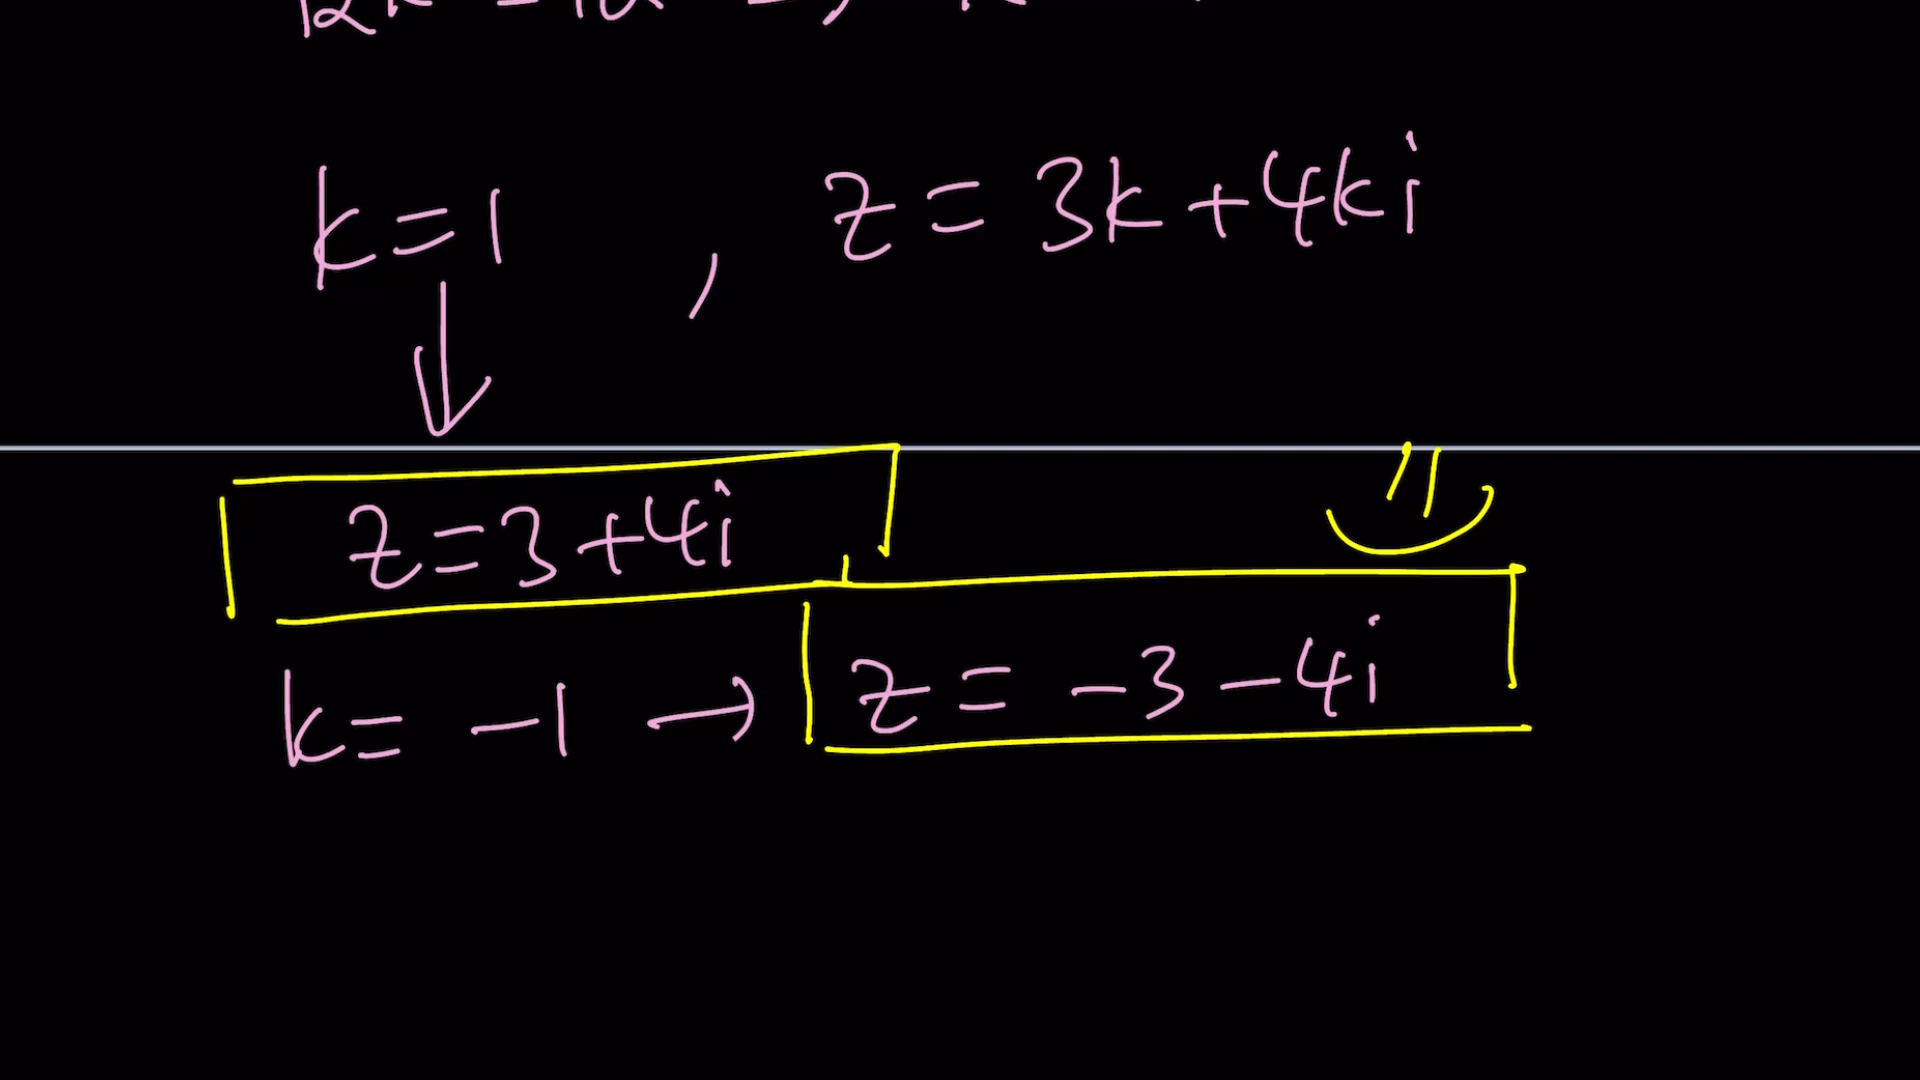 k=1 , z=3k+4ki
z=3+4i
k=-1 → z=-3-4i